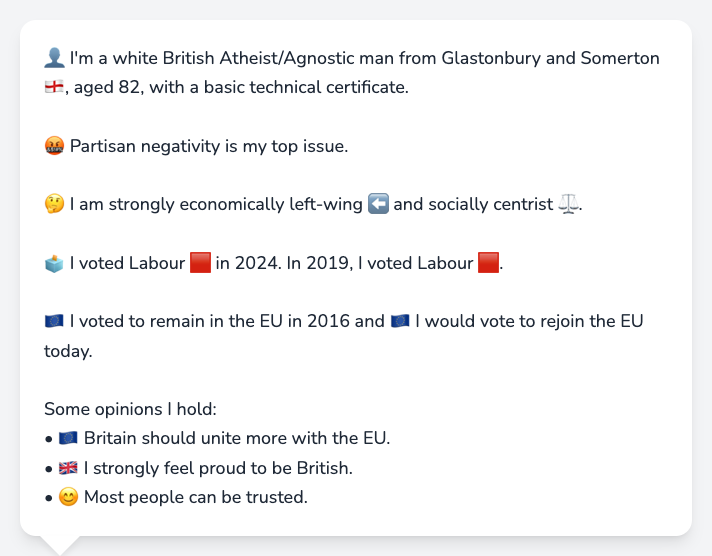 👤 I'm a white British Atheist/Agnostic man from Glastonbury and Somerton
🏴󠁧󠁢󠁥󠁮󠁧󠁿, aged 82, with a basic technical certificate.
🤬 Partisan negativity is my top issue.
🤔 I am strongly economically left-wing ⬅️ and socially centrist ⚖️.
🗳️ I voted Labour 🟥 in 2024. In 2019, I voted Labour 🟥.
🇪🇺 I voted to remain in the EU in 2016 and 🇪🇺 I would vote to rejoin the EU
today.
Some opinions I hold:
• 🇪🇺 Britain should unite more with the EU.
• 🇬🇧 I strongly feel proud to be British.
• 😊 Most people can be trusted.